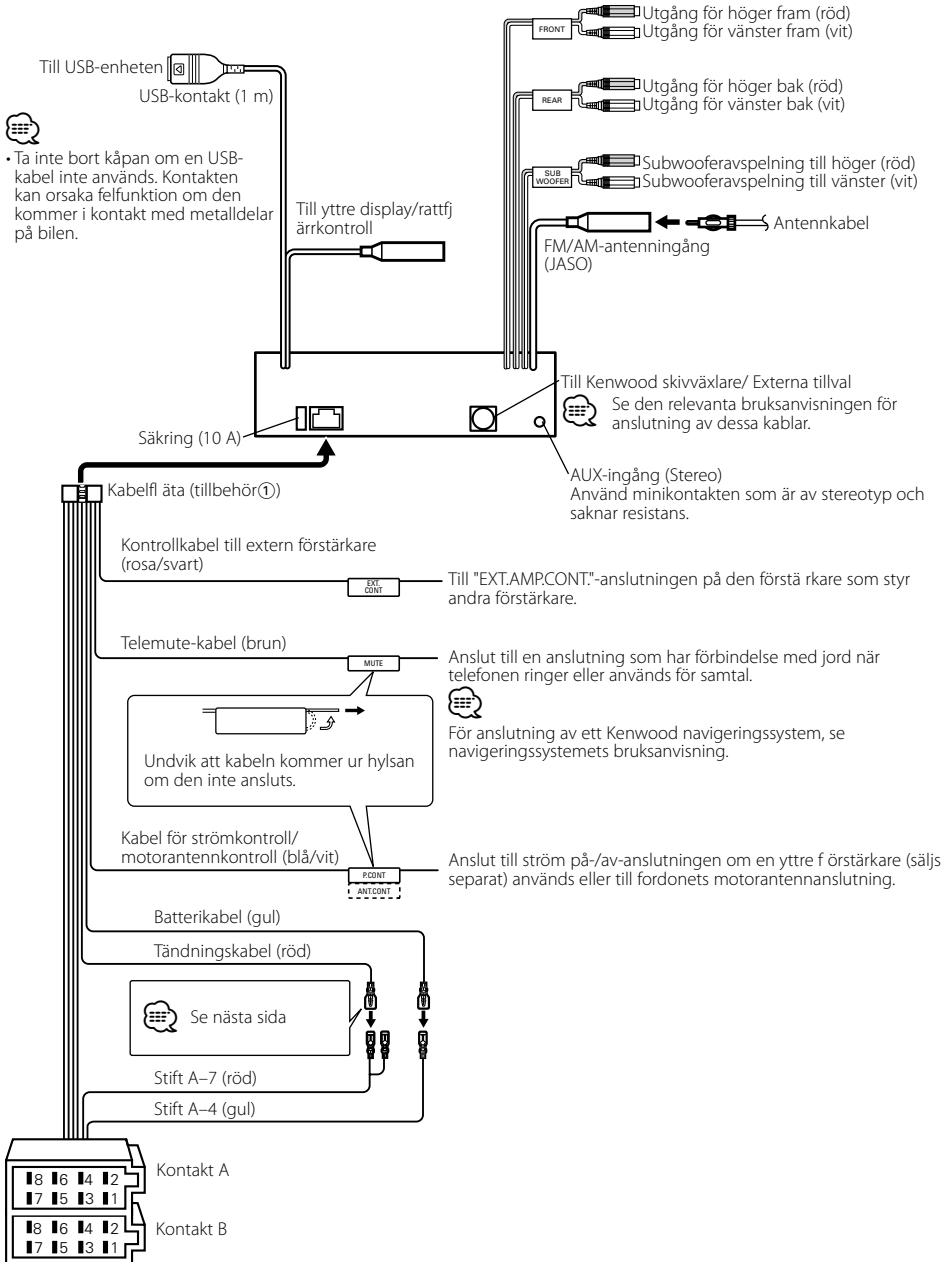 FRONT
Utgång för höger fram (röd)
Utgång för vänster fram (vit)
Till USB-enheten
USB-kontakt (1 m)
REAR
Utgång för höger bak (röd)
Utgång för vänster bak (vit)
• Ta inte bort kåpan om en USB-
kabel inte används. Kontakten
kan orsaka felfunktion om den
kommer i kontakt med metalldelar
på bilen.
SUB
WOOFER
Subwooferavspelning till höger (röd)
Subwooferavspelning till vänster (vit)
Till yttre display/rattfj
ärrkontroll
Antennkabel
FM/AM-antenningång
(JASO)
Till Kenwood skivväxlare/ Externa tillval
Se den relevanta bruksanvisningen för
anslutning av dessa kablar.
Säkring (10 A)
AUX-ingång (Stereo)
Använd minikontakten som är av stereotyp och
saknar resistans.
Kabelfl äta (tillbehör①)
Kontrollkabel till extern förstärkare
(rosa/svart)
EXT.
CONT
Till "EXT.AMP.CONT."-anslutningen på den förstä rkare som styr
andra förstärkare.
Telemute-kabel (brun)
MUTE
Anslut till en anslutning som har förbindelse med jord när
telefonen ringer eller används för samtal.
För anslutning av ett Kenwood navigeringssystem, se
navigeringssystemets bruksanvisning.
Undvik att kabeln kommer ur hylsan
om den inte ansluts.
Kabel för strömkontroll/
motorantennkontroll (blå/vit)
P.CONT
ANT.CONT
Anslut till ström på-/av-anslutningen om en yttre f örstärkare (säljs
separat) används eller till fordonets motorantennanslutning.
Batterikabel (gul)
Tändningskabel (röd)
Se nästa sida
Stift A–7 (röd)
Stift A–4 (gul)
Kontakt A
8 6 4 2
7 5 3 1
Kontakt B
8 6 4 2
7 5 3 1